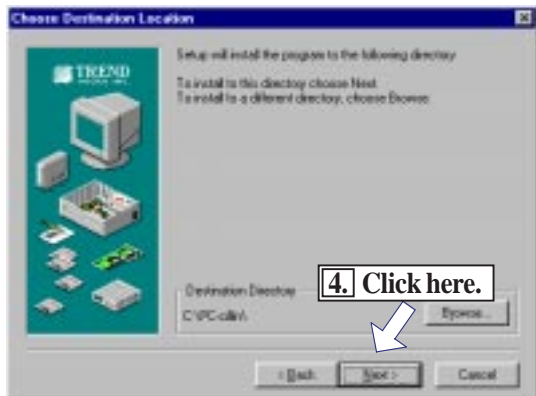 Choose Destination Location
TREND
MICRO, INC.
Setup will install the program to the following directory
To install to this directory choose Next.
To install to a different directory, choose Browse.
4. Click here.
Destination Directory
C:\PC-cillin\
Browse...
< Back
Next >
Cancel